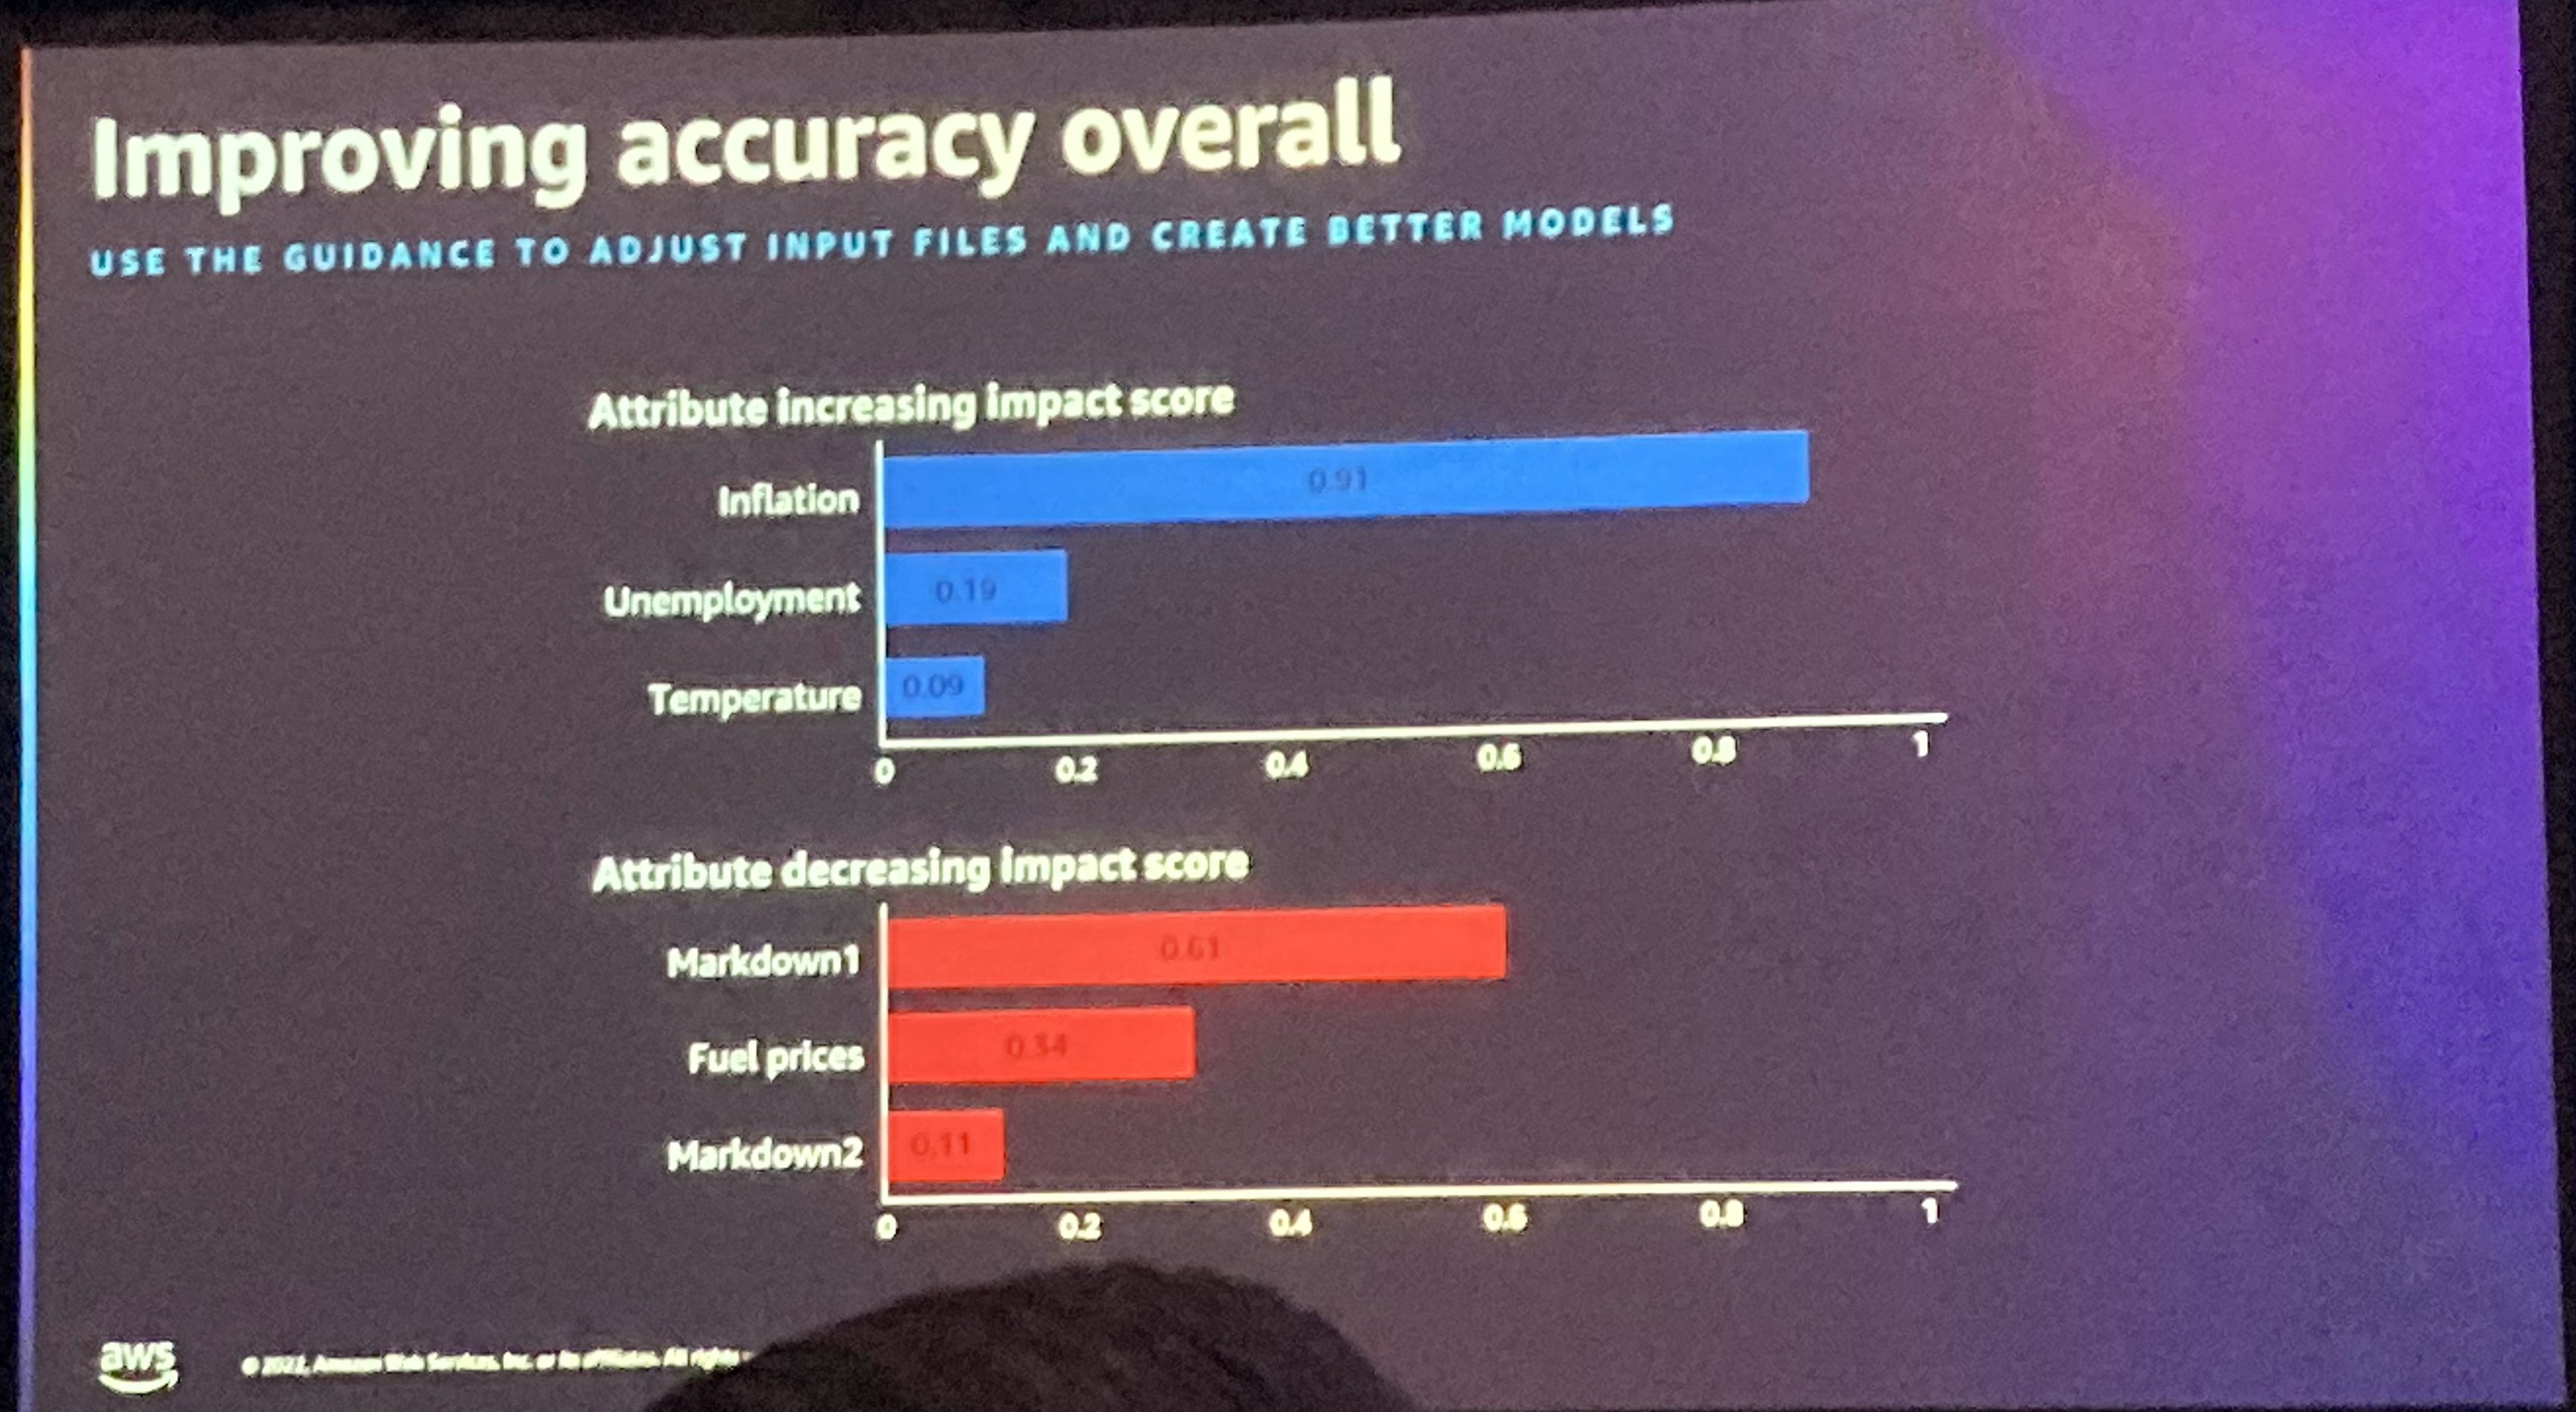 Improving accuracy overall
USE THE GUIDANCE TO ADJUST INPUT FILES AND CREATE BETTER MODELS
Attribute increasing impact score
Inflation 0.91
Unemployment 0.19
Temperature 0.09
0 0.2 0.4 0.6 0.8 1
Attribute decreasing impact score
Markdown1 0.61
Fuel prices 0.34
Markdown2 0.11
0 0.2 0.4 0.6 0.8 1
aws
© 2022, Amazon Web Services, Inc. or its affiliates. All rights